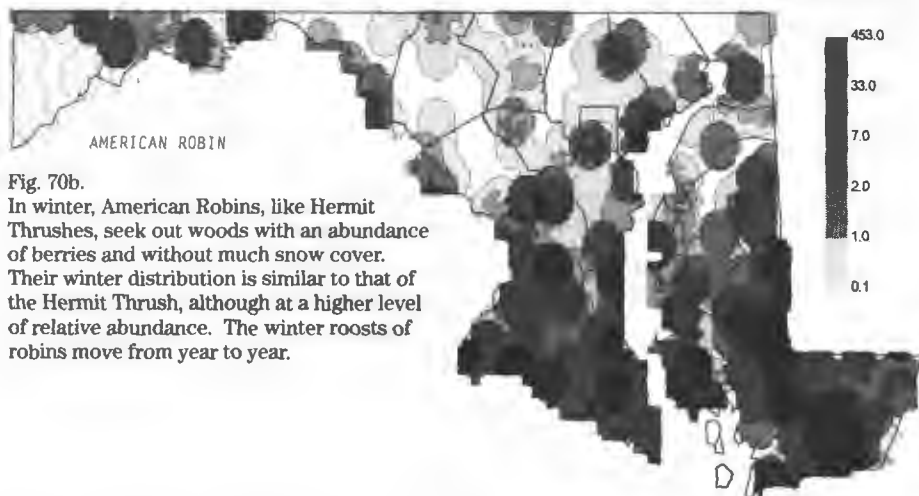 453.0
33.0
7.0
2.0
1.0
0.1
AMERICAN ROBIN
Fig. 70b.
In winter, American Robins, like Hermit
Thrushes, seek out woods with an abundance
of berries and without much snow cover.
Their winter distribution is similar to that of
the Hermit Thrush, although at a higher level
of relative abundance. The winter roosts of
robins move from year to year.